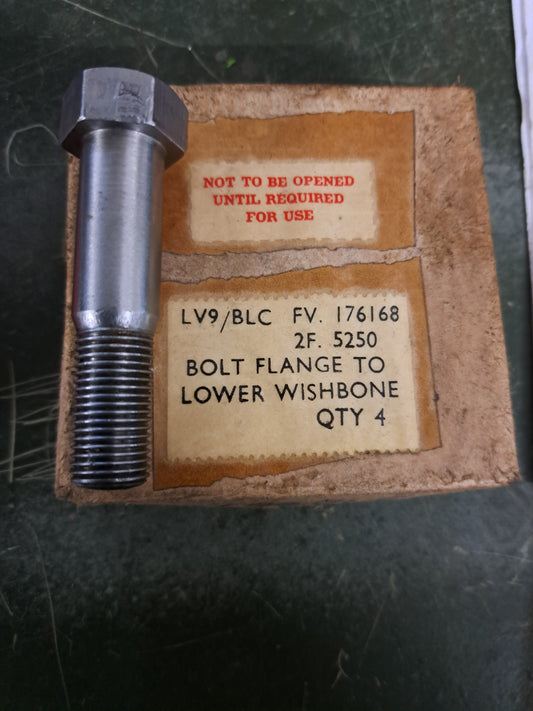 NOT TO BE OPENED
UNTIL REQUIRED
FOR USE
LV9/BLC FV. 176168
2F. 5250
BOLT FLANGE TO
LOWER WISHBONE
QTY 4